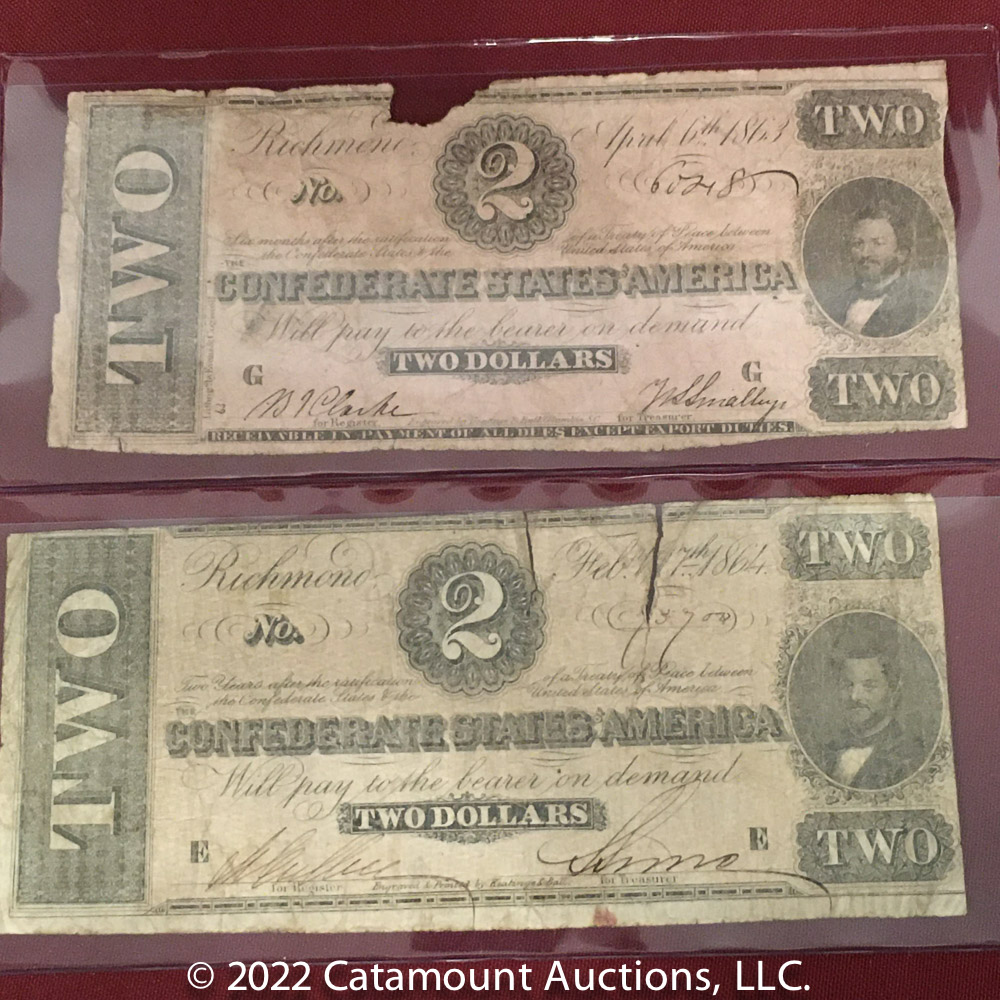 TWO
Richmond, April 6th 1863
TWO
2
No. 60248
Six months after the ratification of a Treaty of Peace between
the Confederate States & the United States of America
THE
CONFEDERATE STATES AMERICA
Will pay to the bearer on demand
TWO DOLLARS
TWO
G G
for Register for Treasurer
RECEIVABLE IN PAYMENT OF ALL DUES EXCEPT EXPORT DUTIES.
TWO
Richmond, Feb. 17th 1864.
TWO
2
No.
Two Years after the ratification of a Treaty of Peace between
the Confederate States & the United States of America
THE
CONFEDERATE STATES AMERICA
Will pay to the bearer on demand
TWO DOLLARS
TWO
E E
for Register Engraved & Printed by Keatinge & Ball for Treasurer
© 2022 Catamount Auctions, LLC.